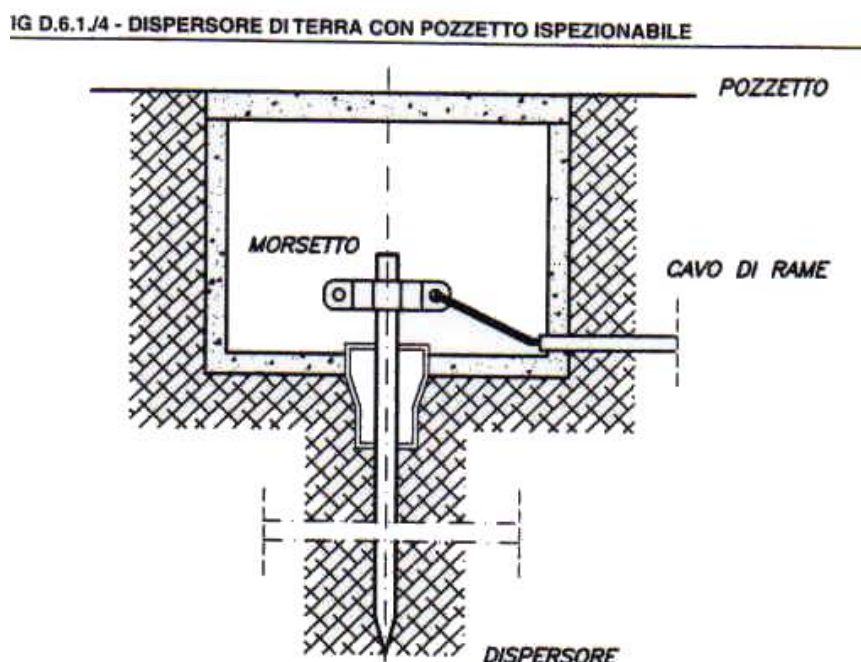 IG D.6.1./4 - DISPERSORE DI TERRA CON POZZETTO ISPEZIONABILE
POZZETTO
MORSETTO
CAVO DI RAME
DISPERSORE